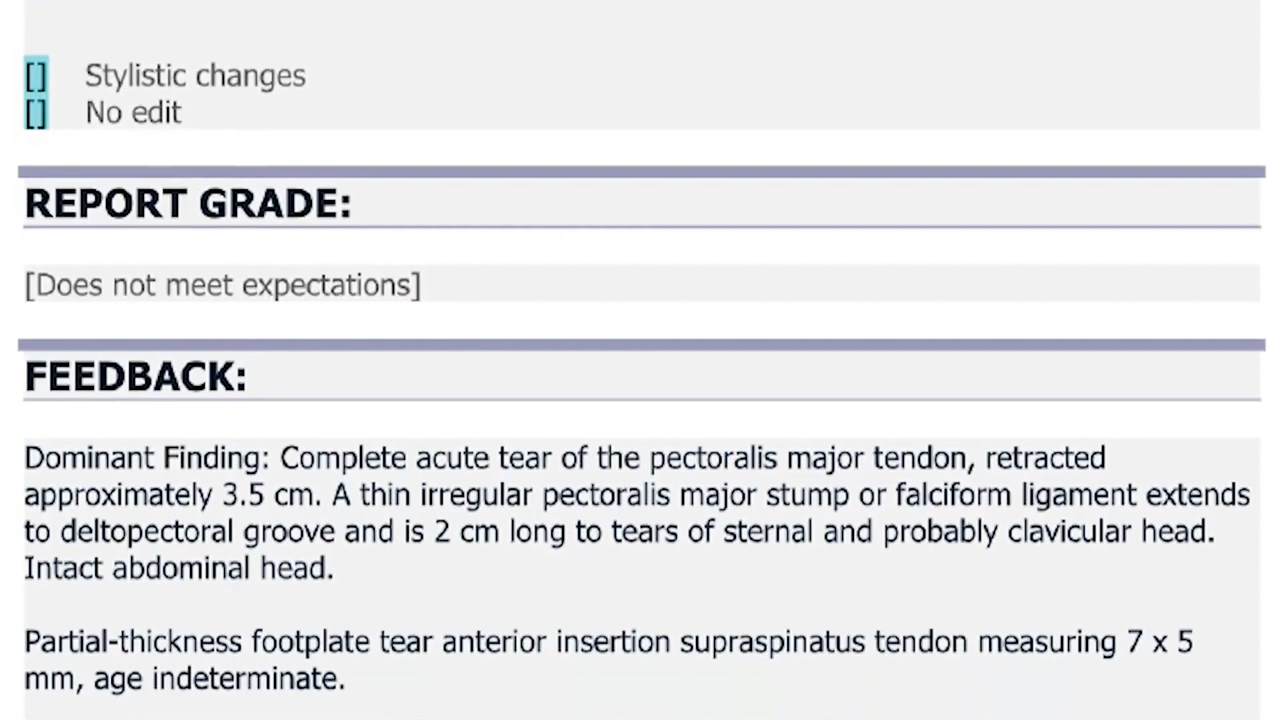 [] Stylistic changes
[] No edit
REPORT GRADE:
[Does not meet expectations]
FEEDBACK:
Dominant Finding: Complete acute tear of the pectoralis major tendon, retracted
approximately 3.5 cm. A thin irregular pectoralis major stump or falciform ligament extends
to deltopectoral groove and is 2 cm long to tears of sternal and probably clavicular head.
Intact abdominal head.
Partial-thickness footplate tear anterior insertion supraspinatus tendon measuring 7 x 5
mm, age indeterminate.